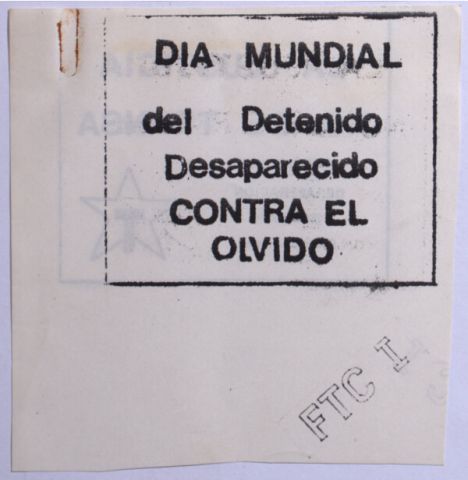 DIA MUNDIAL
del Detenido
Desaparecido
CONTRA EL
OLVIDO
FTC I